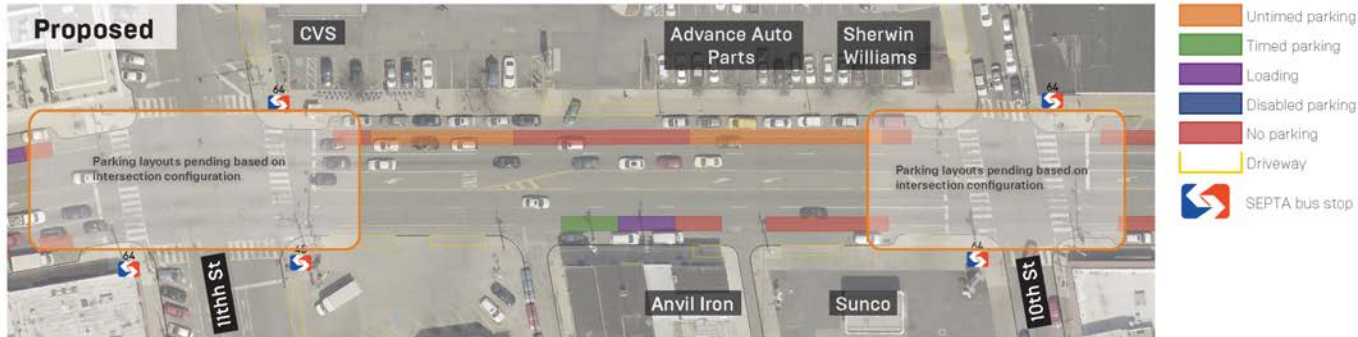 Proposed
CVS
Advance Auto
Parts
Sherwin
Williams
64
64
Parking layouts pending based on
intersection configuration
Parking layouts pending based on
intersection configuration
64
64
11thh St
Anvil Iron
Sunco
10th St
Untimed parking
Timed parking
Loading
Disabled parking
No parking
Driveway
SEPTA bus stop